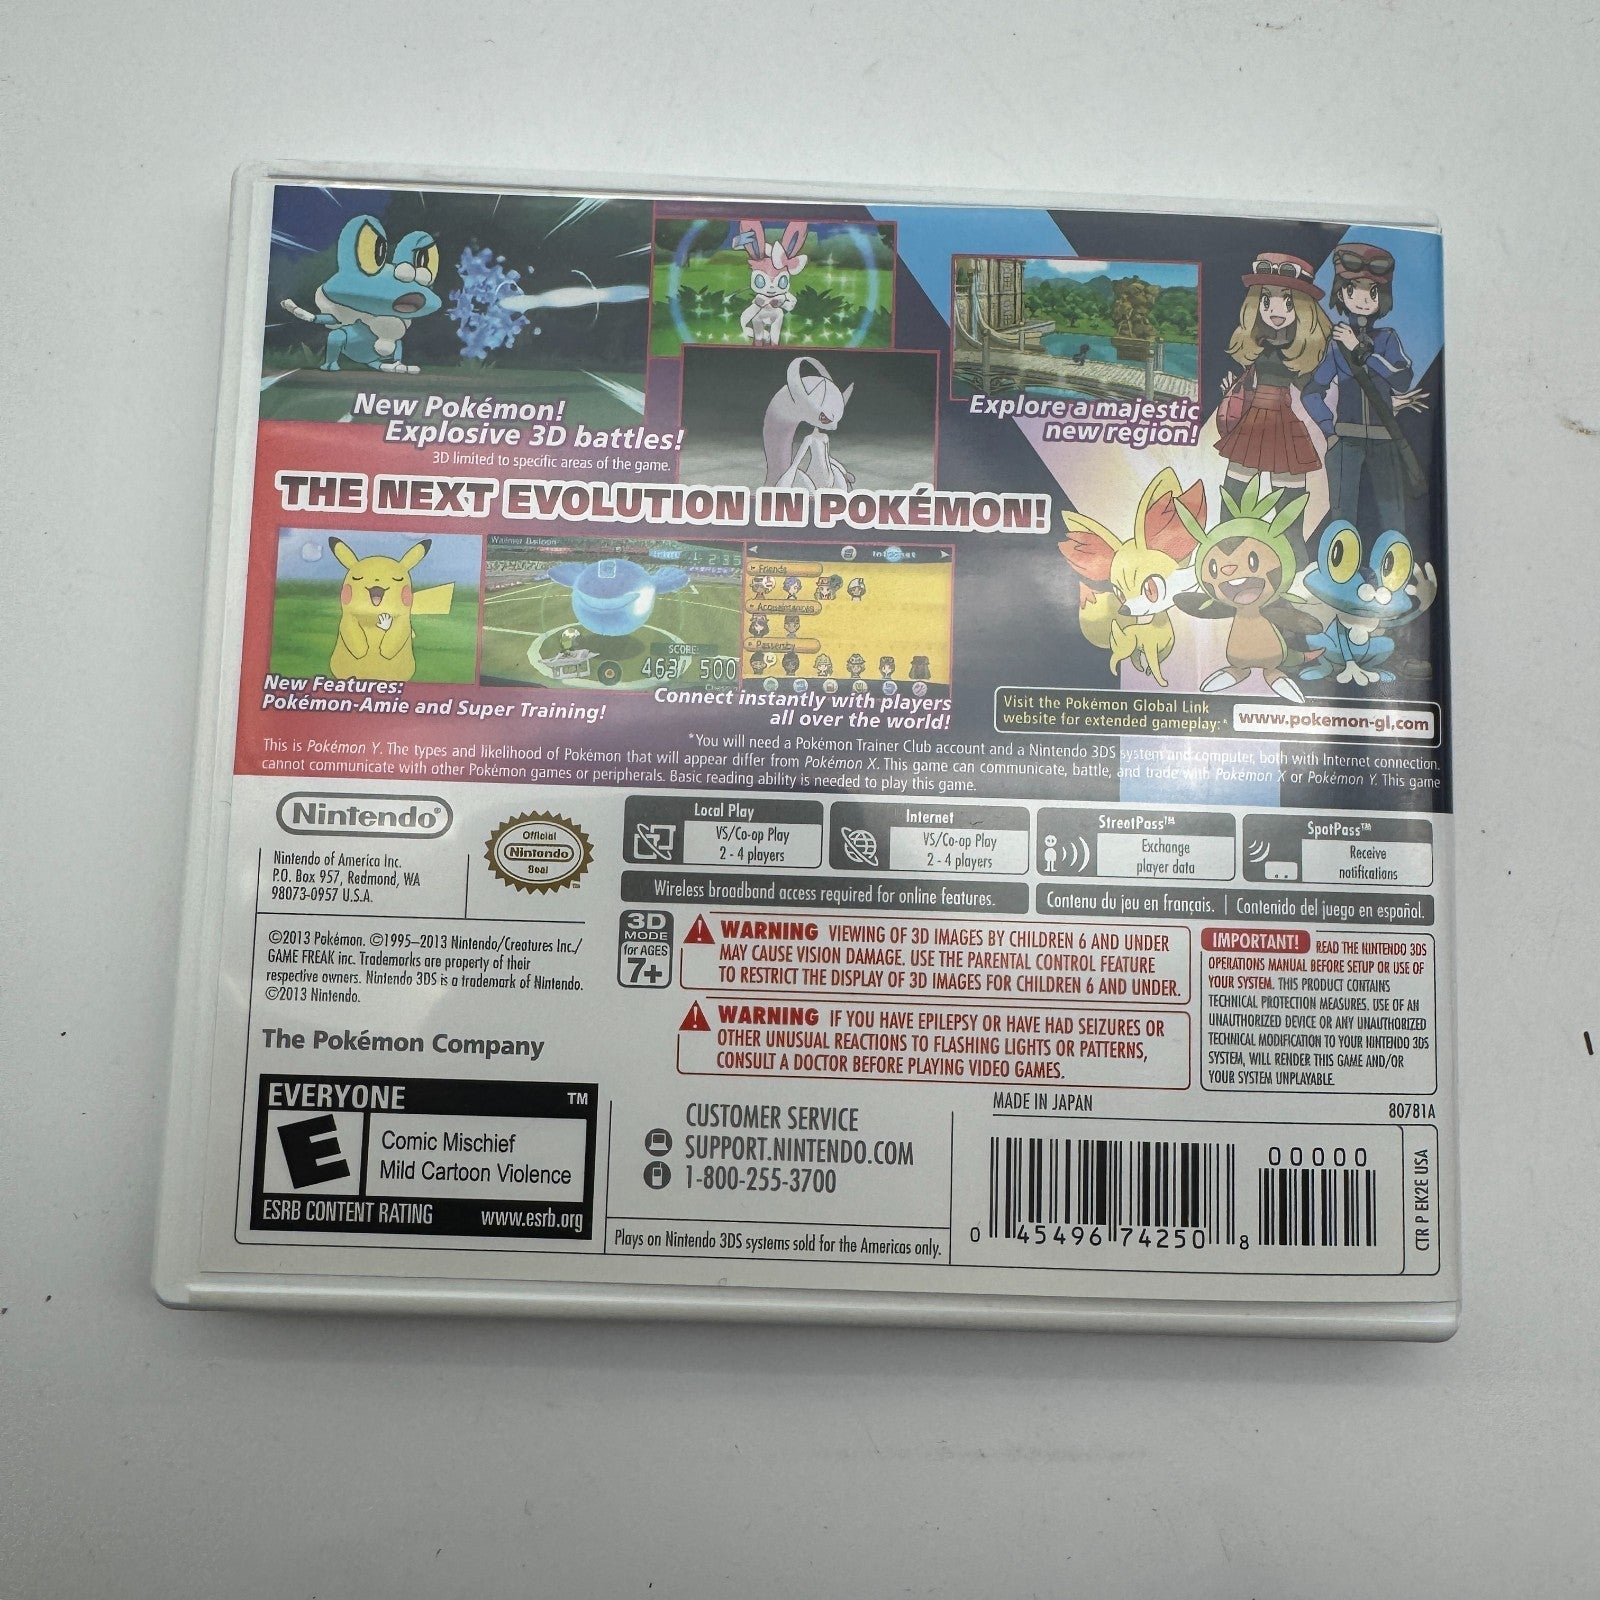 New Pokémon!
Explosive 3D battles!
3D limited to specific areas of the game.
Explore a majestic
new region!
THE NEXT EVOLUTION IN POKÉMON!
SCORE:
463 500
Friends
Acquaintances
Passerby
New Features:
Pokémon-Amie and Super Training!
Connect instantly with players
all over the world!
Visit the Pokémon Global Link
website for extended gameplay:*
www.pokemon-gl.com
*You will need a Pokémon Trainer Club account and a Nintendo 3DS system and computer, both with Internet connection.
This is Pokémon Y. The types and likelihood of Pokémon that will appear differ from Pokémon X. This game can communicate, battle, and trade with Pokémon X or Pokémon Y. This game
cannot communicate with other Pokémon games or peripherals. Basic reading ability is needed to play this game.
Nintendo®
Nintendo of America Inc.
P.O. Box 957, Redmond, WA
98073-0957 U.S.A.
Official
Nintendo
Seal
Local Play
VS/Co-op Play
2 - 4 players
Internet
VS/Co-op Play
2 - 4 players
StreetPass™
Exchange
player data
SpotPass™
Receive
notifications
Wireless broadband access required for online features.
Contenu du jeu en français. | Contenido del juego en español.
©2013 Pokémon. ©1995–2013 Nintendo/Creatures Inc./
GAME FREAK inc. Trademarks are property of their
respective owners. Nintendo 3DS is a trademark of Nintendo.
©2013 Nintendo.
The Pokémon Company
3D
MODE
for AGES
7+
WARNING VIEWING OF 3D IMAGES BY CHILDREN 6 AND UNDER
MAY CAUSE VISION DAMAGE. USE THE PARENTAL CONTROL FEATURE
TO RESTRICT THE DISPLAY OF 3D IMAGES FOR CHILDREN 6 AND UNDER.
WARNING IF YOU HAVE EPILEPSY OR HAVE HAD SEIZURES OR
OTHER UNUSUAL REACTIONS TO FLASHING LIGHTS OR PATTERNS,
CONSULT A DOCTOR BEFORE PLAYING VIDEO GAMES.
IMPORTANT! READ THE NINTENDO 3DS
OPERATIONS MANUAL BEFORE SETUP OR USE OF
YOUR SYSTEM. THIS PRODUCT CONTAINS
TECHNICAL PROTECTION MEASURES. USE OF AN
UNAUTHORIZED DEVICE OR ANY UNAUTHORIZED
TECHNICAL MODIFICATION TO YOUR NINTENDO 3DS
SYSTEM, WILL RENDER THIS GAME AND/OR
YOUR SYSTEM UNPLAYABLE.
EVERYONE ™
E
Comic Mischief
Mild Cartoon Violence
ESRB CONTENT RATING www.esrb.org
CUSTOMER SERVICE
SUPPORT.NINTENDO.COM
1-800-255-3700
Plays on Nintendo 3DS systems sold for the Americas only.
MADE IN JAPAN
80781A
00000
0 45496 74250 8
CTR P EK2E USA